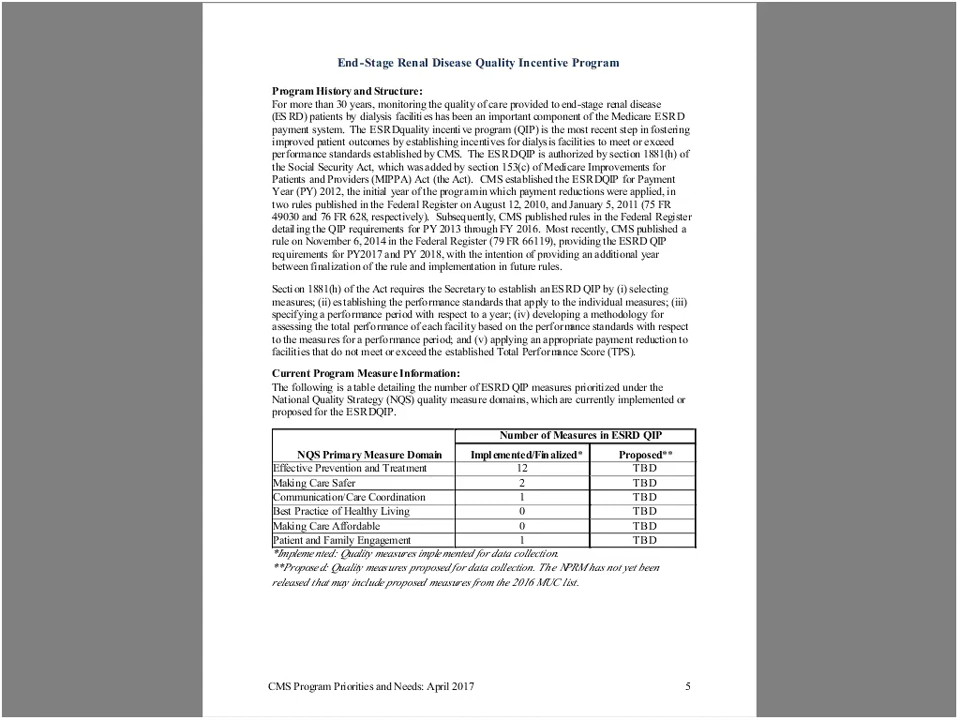 End-Stage Renal Disease Quality Incentive Program
Program History and Structure:
For more than 30 years, monitoring the quality of care provided to end-stage renal disease
(ESRD) patients by dialysis facilities has been an important component of the Medicare ESRD
payment system. The ESRD quality incentive program (QIP) is the most recent step in fostering
improved patient outcomes by establishing incentives for dialysis facilities to meet or exceed
performance standards established by CMS. The ESRD QIP is authorized by section 1881(h) of
the Social Security Act, which was added by section 153(c) of Medicare Improvements for
Patients and Providers (MIPPA) Act (the Act). CMS established the ESRD QIP for Payment
Year (PY) 2012, the initial year of the program in which payment reductions were applied, in
two rules published in the Federal Register on August 12, 2010, and January 5, 2011 (75 FR
49030 and 76 FR 628, respectively). Subsequently, CMS published rules in the Federal Register
detailing the QIP requirements for PY 2013 through FY 2016. Most recently, CMS published a
rule on November 6, 2014 in the Federal Register (79 FR 66119), providing the ESRD QIP
requirements for PY2017 and PY 2018, with the intention of providing an additional year
between finalization of the rule and implementation in future rules.
Section 1881(h) of the Act requires the Secretary to establish an ESRD QIP by (i) selecting
measures; (ii) establishing the performance standards that apply to the individual measures; (iii)
specifying a performance period with respect to a year; (iv) developing a methodology for
assessing the total performance of each facility based on the performance standards with respect
to the measures for a performance period; and (v) applying an appropriate payment reduction to
facilities that do not meet or exceed the established Total Performance Score (TPS).
Current Program Measure Information:
The following is a table detailing the number of ESRD QIP measures prioritized under the
National Quality Strategy (NQS) quality measure domains, which are currently implemented or
proposed for the ESRD QIP.
Number of Measures in ESRD QIP
NQS Primary Measure Domain Implemented/Finalized* Proposed**
Effective Prevention and Treatment 12 TBD
Making Care Safer 2 TBD
Communication/Care Coordination 1 TBD
Best Practice of Healthy Living 0 TBD
Making Care Affordable 0 TBD
Patient and Family Engagement 1 TBD
*Implemented: Quality measures implemented for data collection.
**Proposed: Quality measures proposed for data collection. The NPRM has not yet been
released that may include proposed measures from the 2016 MUC list.
CMS Program Priorities and Needs: April 2017 5